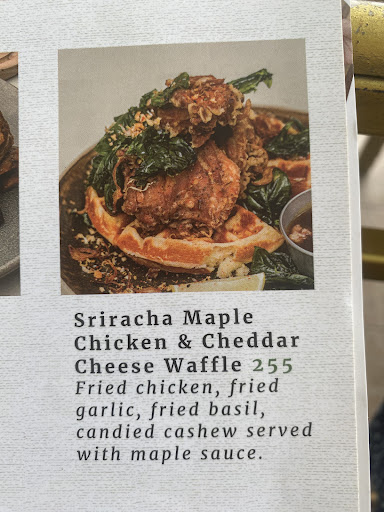 Sriracha Maple
Chicken & Cheddar
Cheese Waffle 255
Fried chicken, fried
garlic, fried basil,
candied cashew served
with maple sauce.